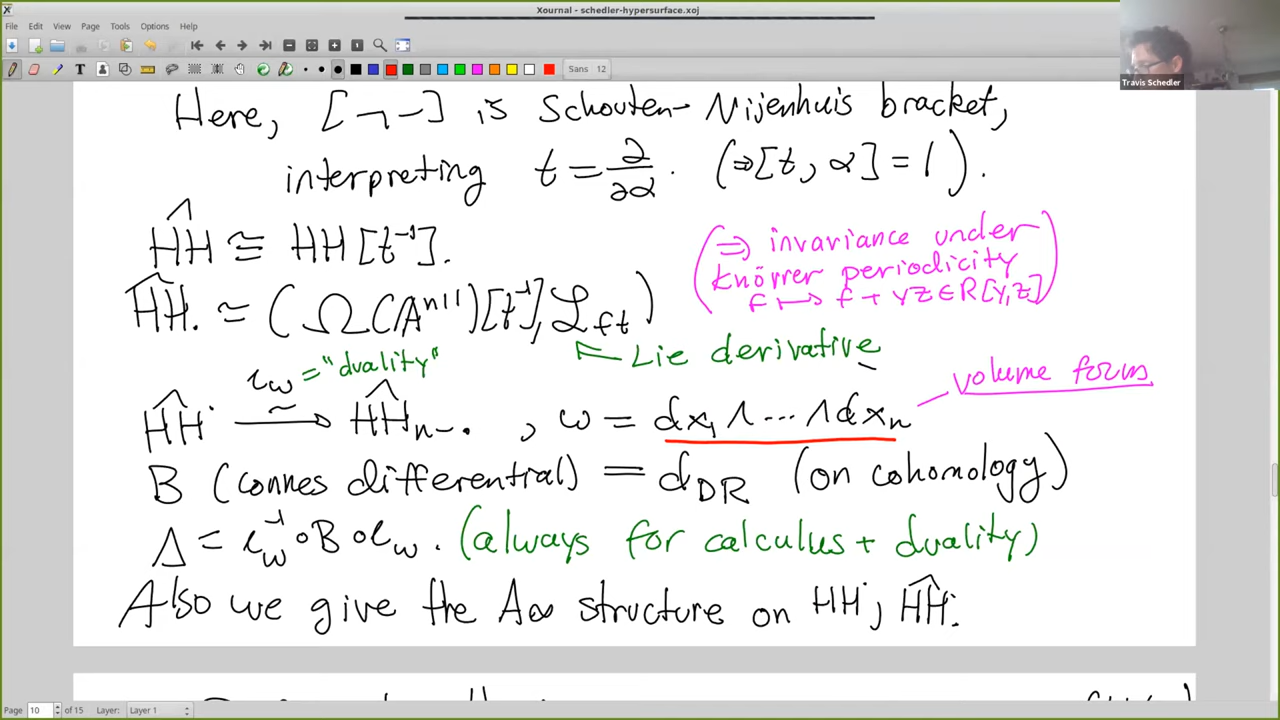 Xournal - schedler-hypersurface.xoj
File Edit View Page Tools Options Help
Sans 12
Travis Schedler
Here, [-,-] is Schouten-Nijenhuis bracket,
interpreting t = ∂/∂α. (⇒[t, α] = 1).
ĤH ≅ HH[t⁻¹].
(⇒ invariance under
Knörrer periodicity
f ↦ f + yz ∈ R[y,z])
ĤH. ≃ (Ω(A^{n|1})[t⁻¹], ℒ_{ft})
Lie derivative
ι_ω = "duality"
volume form
ĤH˙ ⥲ ĤH_{n-•}, ω = dx₁ ∧ ... ∧ dxₙ
B (Connes differential) = d_{DR} (on cohomology)
Δ = ι_ω⁻¹ ∘ B ∘ ι_ω. (always for calculus + duality)
Also we give the A∞ structure on HH˙, ĤH˙.
Page 10 of 15 Layer: Layer 1